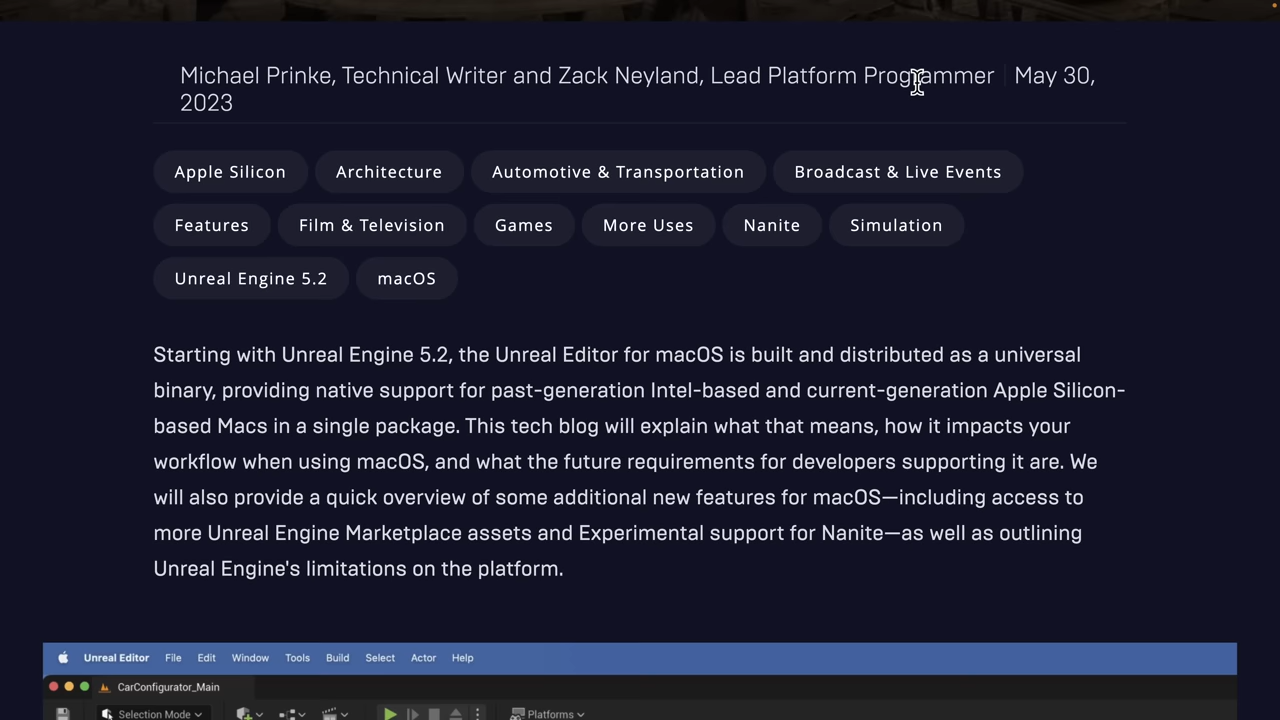 Michael Prinke, Technical Writer and Zack Neyland, Lead Platform Programmer | May 30,
2023
Apple Silicon Architecture Automotive & Transportation Broadcast & Live Events
Features Film & Television Games More Uses Nanite Simulation
Unreal Engine 5.2 macOS
Starting with Unreal Engine 5.2, the Unreal Editor for macOS is built and distributed as a universal
binary, providing native support for past-generation Intel-based and current-generation Apple Silicon-
based Macs in a single package. This tech blog will explain what that means, how it impacts your
workflow when using macOS, and what the future requirements for developers supporting it are. We
will also provide a quick overview of some additional new features for macOS—including access to
more Unreal Engine Marketplace assets and Experimental support for Nanite—as well as outlining
Unreal Engine's limitations on the platform.
Unreal Editor File Edit Window Tools Build Select Actor Help
CarConfigurator_Main
Selection Mode Platforms